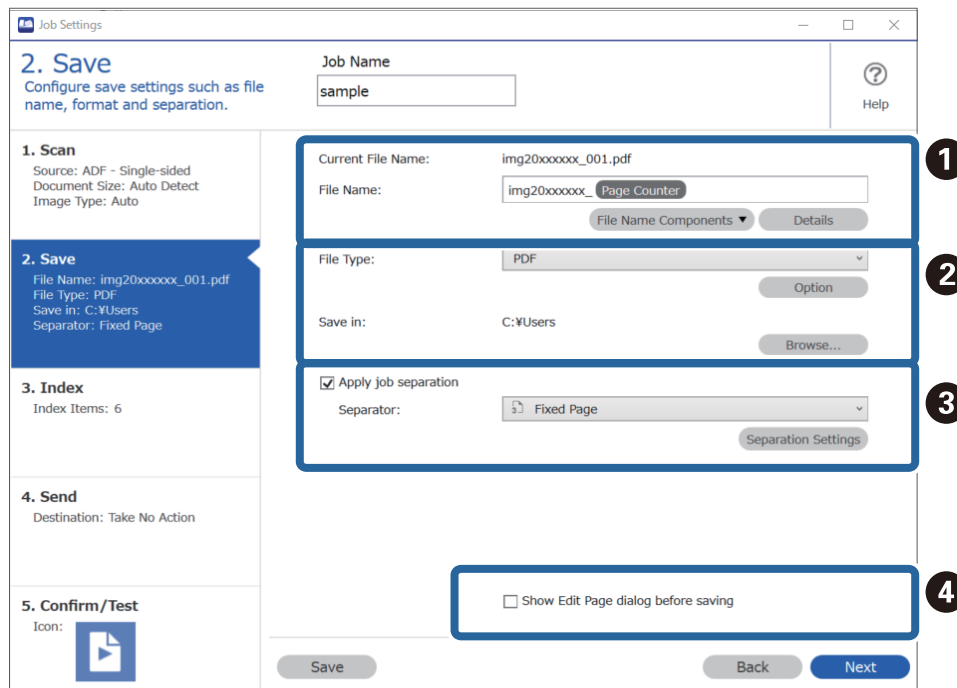 Job Settings
2. Save
Configure save settings such as file
name, format and separation.
Job Name
sample
Help
1. Scan
Source: ADF - Single-sided
Document Size: Auto Detect
Image Type: Auto
2. Save
File Name: img20xxxxxx_001.pdf
File Type: PDF
Save in: C:¥Users
Separator: Fixed Page
3. Index
Index Items: 6
4. Send
Destination: Take No Action
5. Confirm/Test
Icon:
Current File Name: img20xxxxxx_001.pdf
File Name: img20xxxxxx_ Page Counter
File Name Components Details
1
File Type: PDF
Option
Save in: C:¥Users
Browse...
2
Apply job separation
Separator: Fixed Page
Separation Settings
3
Show Edit Page dialog before saving
4
Save Back Next